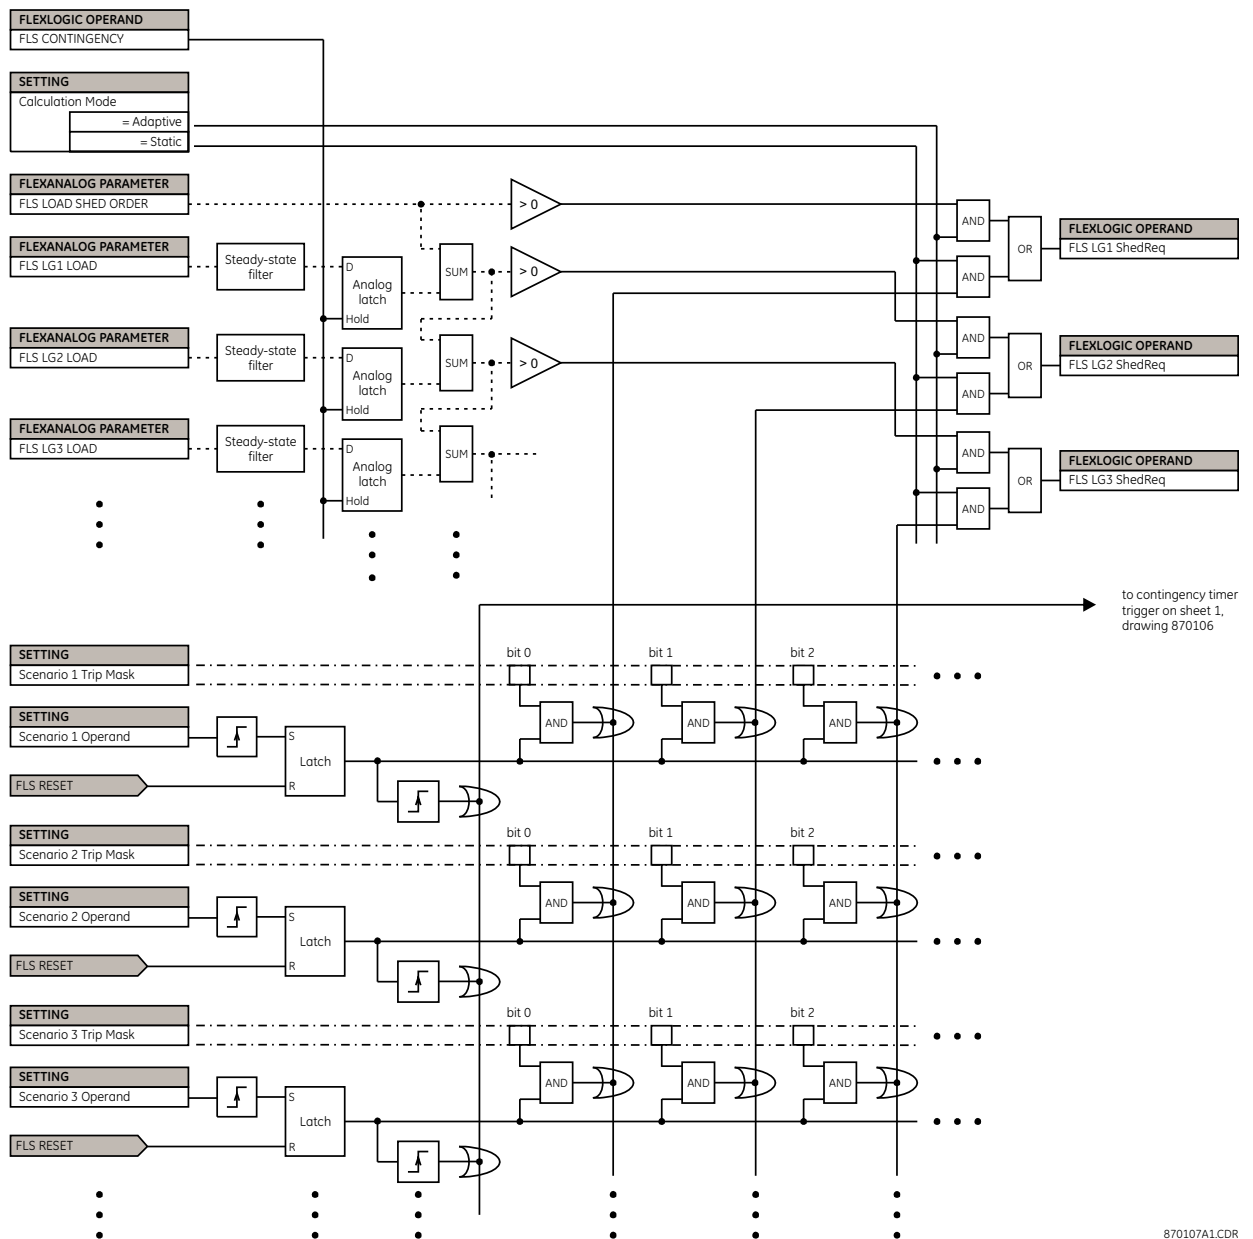 FLEXLOGIC OPERAND
FLS CONTINGENCY
SETTING
Calculation Mode
= Adaptive
= Static
FLEXANALOG PARAMETER
FLS LOAD SHED ORDER
> 0
AND
FLEXLOGIC OPERAND
FLS LG1 ShedReq
OR
FLEXANALOG PARAMETER
FLS LG1 LOAD
Steady-state
filter
D
Analog
latch
Hold
SUM
> 0
AND
AND
FLEXLOGIC OPERAND
FLS LG2 ShedReq
OR
FLEXANALOG PARAMETER
FLS LG2 LOAD
Steady-state
filter
D
Analog
latch
Hold
SUM
> 0
AND
AND
FLEXLOGIC OPERAND
FLS LG3 ShedReq
OR
FLEXANALOG PARAMETER
FLS LG3 LOAD
Steady-state
filter
D
Analog
latch
Hold
SUM
AND
to contingency timer
trigger on sheet 1,
drawing 870106
SETTING
Scenario 1 Trip Mask
bit 0
bit 1
bit 2
SETTING
Scenario 1 Operand
AND
AND
AND
S
Latch
R
FLS RESET
SETTING
Scenario 2 Trip Mask
bit 0
bit 1
bit 2
SETTING
Scenario 2 Operand
AND
AND
AND
S
Latch
R
FLS RESET
SETTING
Scenario 3 Trip Mask
bit 0
bit 1
bit 2
SETTING
Scenario 3 Operand
AND
AND
AND
S
Latch
R
FLS RESET
870107A1.CDR